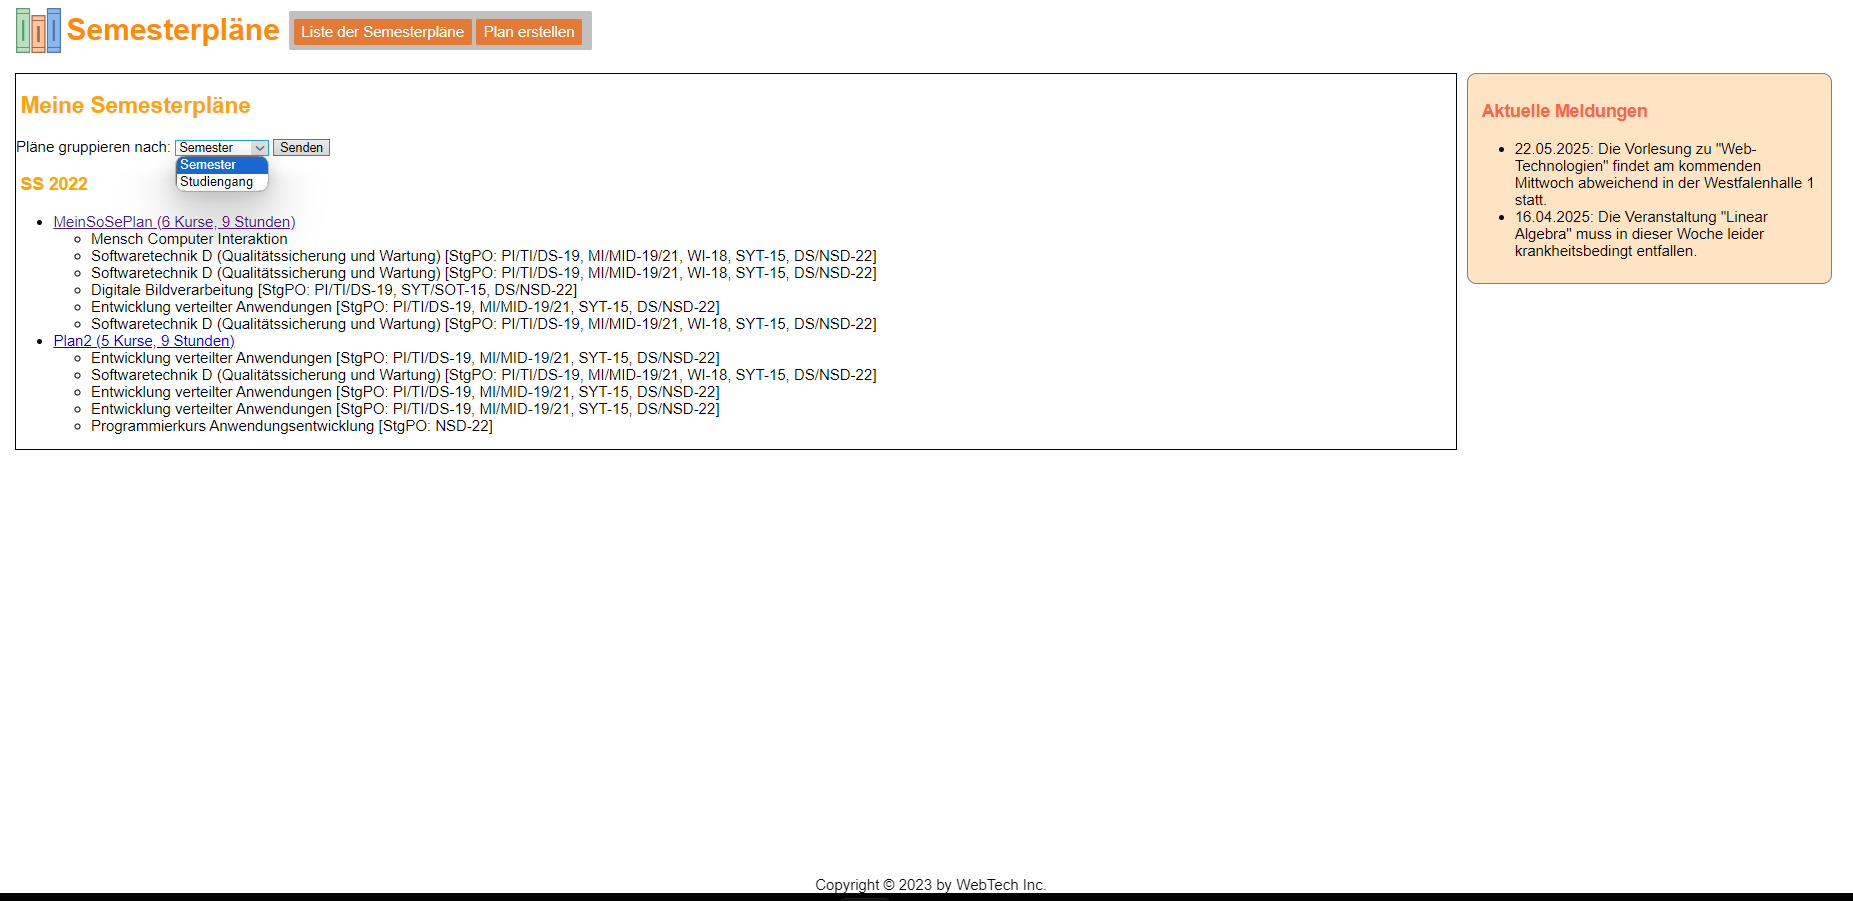 Semesterpläne
Liste der Semesterpläne Plan erstellen
Meine Semesterpläne
Pläne gruppieren nach: Semester Senden
Semester
Studiengang
SS 2022
MeinSoSePlan (6 Kurse, 9 Stunden)
Mensch Computer Interaktion
Softwaretechnik D (Qualitätssicherung und Wartung) [StgPO: PI/TI/DS-19, MI/MID-19/21, WI-18, SYT-15, DS/NSD-22]
Softwaretechnik D (Qualitätssicherung und Wartung) [StgPO: PI/TI/DS-19, MI/MID-19/21, WI-18, SYT-15, DS/NSD-22]
Digitale Bildverarbeitung [StgPO: PI/TI/DS-19, SYT/SOT-15, DS/NSD-22]
Entwicklung verteilter Anwendungen [StgPO: PI/TI/DS-19, MI/MID-19/21, SYT-15, DS/NSD-22]
Softwaretechnik D (Qualitätssicherung und Wartung) [StgPO: PI/TI/DS-19, MI/MID-19/21, WI-18, SYT-15, DS/NSD-22]
Plan2 (5 Kurse, 9 Stunden)
Entwicklung verteilter Anwendungen [StgPO: PI/TI/DS-19, MI/MID-19/21, SYT-15, DS/NSD-22]
Softwaretechnik D (Qualitätssicherung und Wartung) [StgPO: PI/TI/DS-19, MI/MID-19/21, WI-18, SYT-15, DS/NSD-22]
Entwicklung verteilter Anwendungen [StgPO: PI/TI/DS-19, MI/MID-19/21, SYT-15, DS/NSD-22]
Entwicklung verteilter Anwendungen [StgPO: PI/TI/DS-19, MI/MID-19/21, SYT-15, DS/NSD-22]
Programmierkurs Anwendungsentwicklung [StgPO: NSD-22]
Aktuelle Meldungen
22.05.2025: Die Vorlesung zu "Web-
Technologien" findet am kommenden
Mittwoch abweichend in der Westfalenhalle 1
statt.
16.04.2025: Die Veranstaltung "Linear
Algebra" muss in dieser Woche leider
krankheitsbedingt entfallen.
Copyright © 2023 by WebTech Inc.